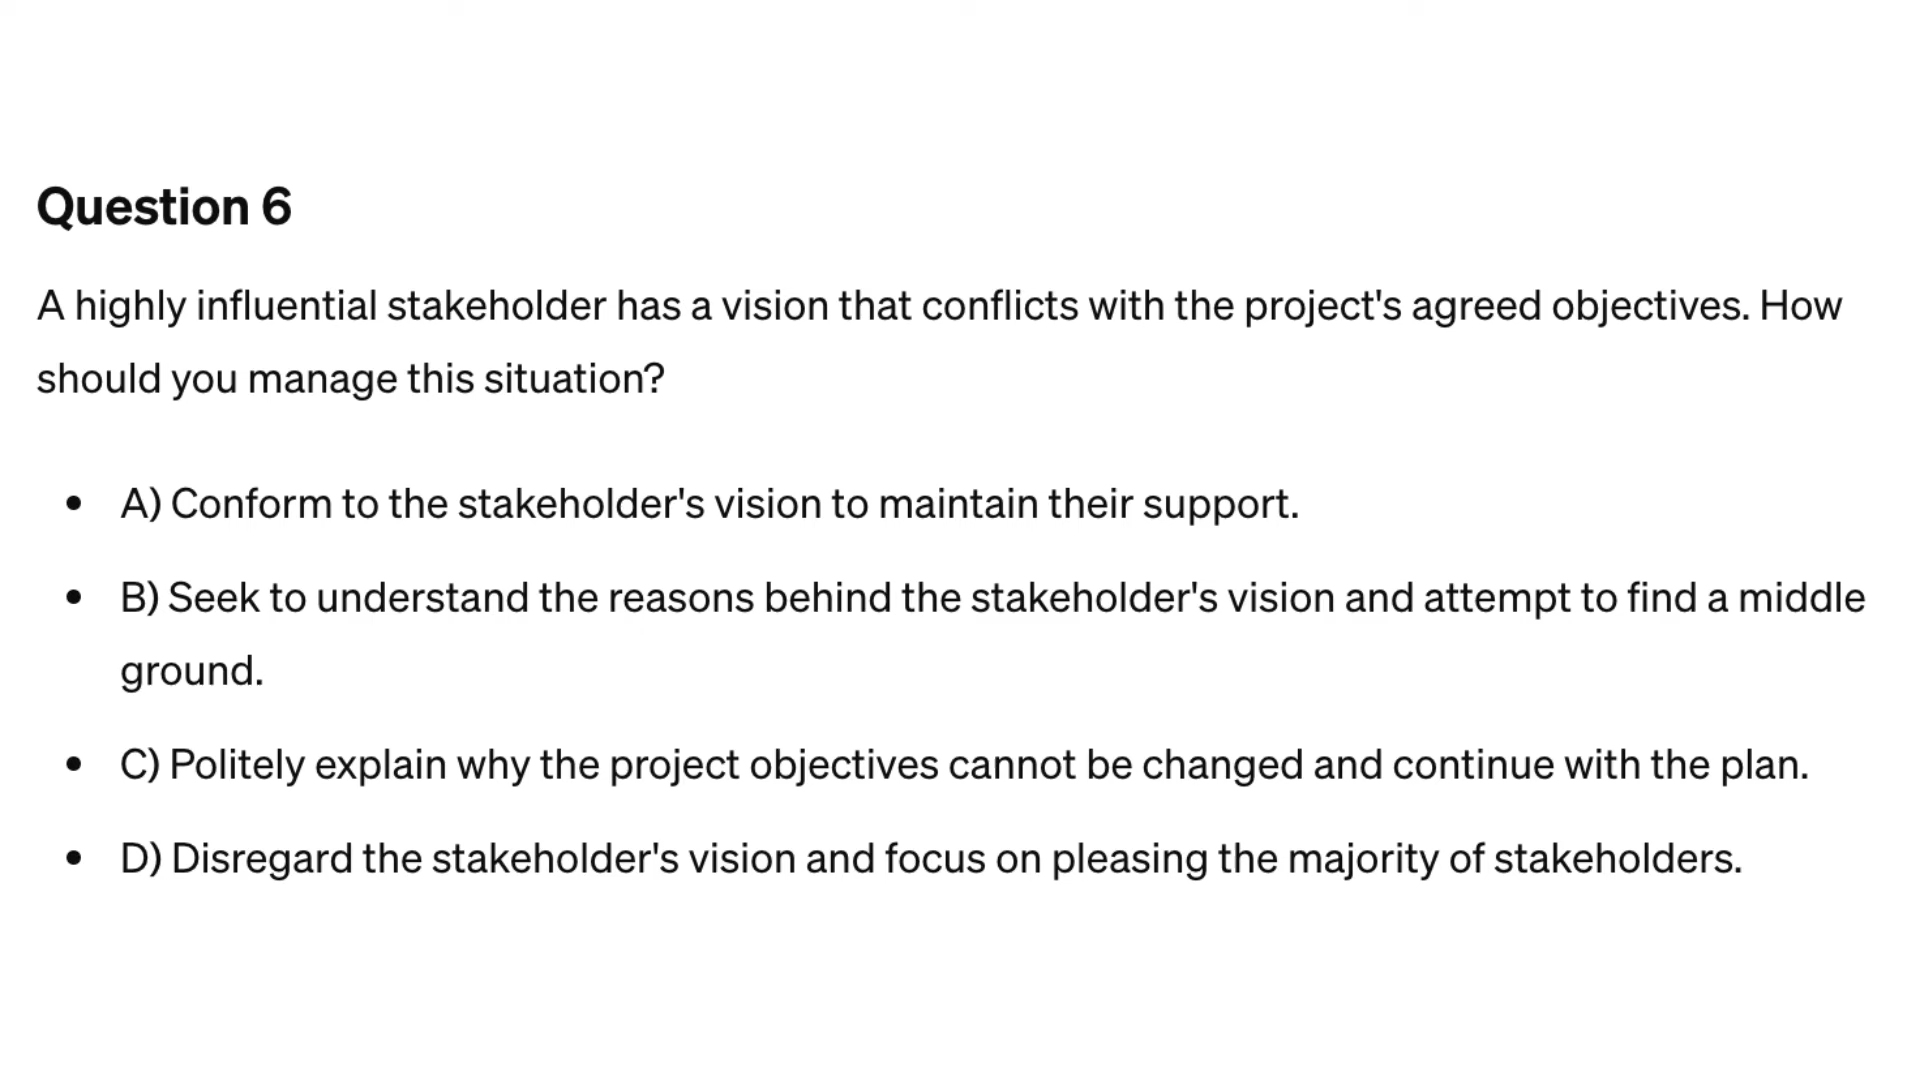 Question 6
A highly influential stakeholder has a vision that conflicts with the project's agreed objectives. How
should you manage this situation?
• A) Conform to the stakeholder's vision to maintain their support.
• B) Seek to understand the reasons behind the stakeholder's vision and attempt to find a middle
ground.
• C) Politely explain why the project objectives cannot be changed and continue with the plan.
• D) Disregard the stakeholder's vision and focus on pleasing the majority of stakeholders.